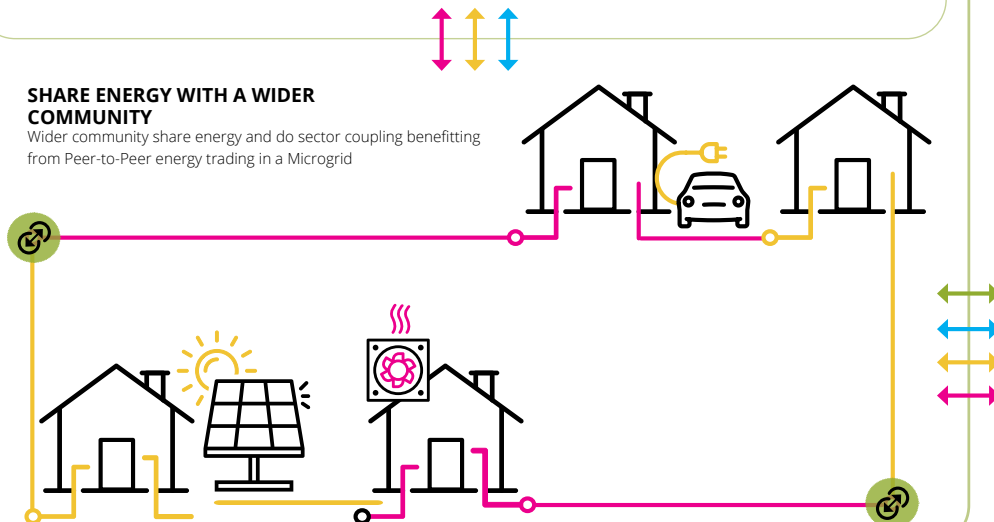 SHARE ENERGY WITH A WIDER
COMMUNITY
Wider community share energy and do sector coupling benefitting
from Peer-to-Peer energy trading in a Microgrid